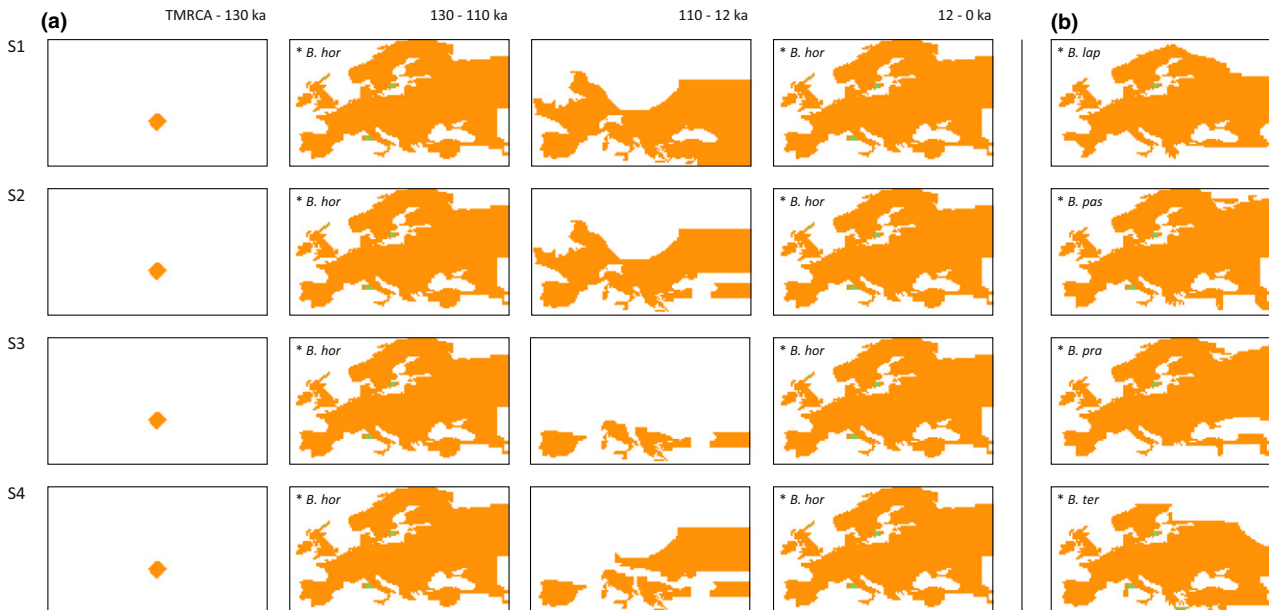 (a) TMRCA - 130 ka 130 - 110 ka 110 - 12 ka 12 - 0 ka (b)
S1 * B. hor * B. hor * B. lap
S2 * B. hor * B. hor * B. pas
S3 * B. hor * B. hor * B. pra
S4 * B. hor * B. hor * B. ter